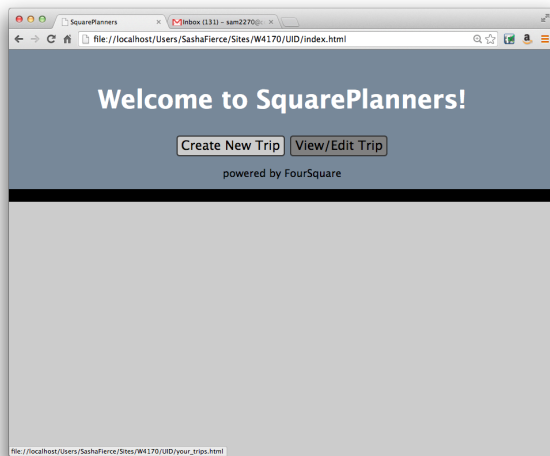 SquarePlanners
Inbox (131) – sam2270@
file://localhost/Users/SashaFierce/Sites/W4170/UID/index.html
Welcome to SquarePlanners!
Create New Trip
View/Edit Trip
powered by FourSquare
file://localhost/Users/SashaFierce/Sites/W4170/UID/your_trips.html